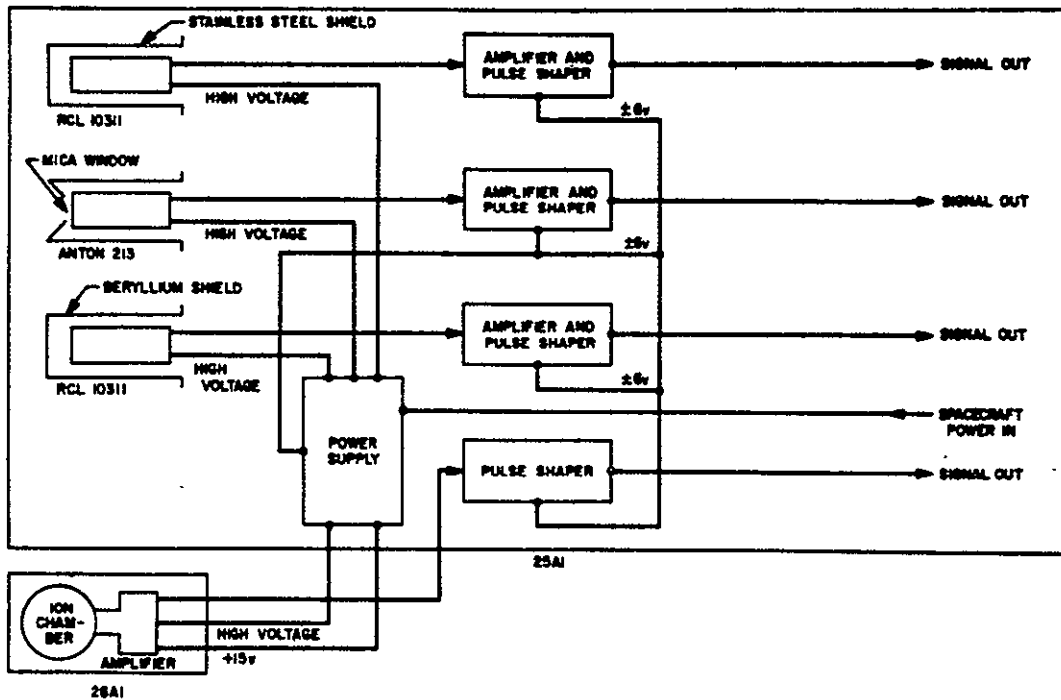 STAINLESS STEEL SHIELD
AMPLIFIER AND
PULSE SHAPER
SIGNAL OUT
HIGH VOLTAGE
RCL 10311
±6v
MICA WINDOW
AMPLIFIER AND
PULSE SHAPER
SIGNAL OUT
HIGH VOLTAGE
ANTON 213
±6v
BERYLLIUM SHIELD
AMPLIFIER AND
PULSE SHAPER
SIGNAL OUT
HIGH
VOLTAGE
RCL 10311
±6v
SPACECRAFT
POWER IN
POWER
SUPPLY
PULSE SHAPER
SIGNAL OUT
25A1
ION
CHAM-
BER
HIGH VOLTAGE
AMPLIFIER
+15v
26A1